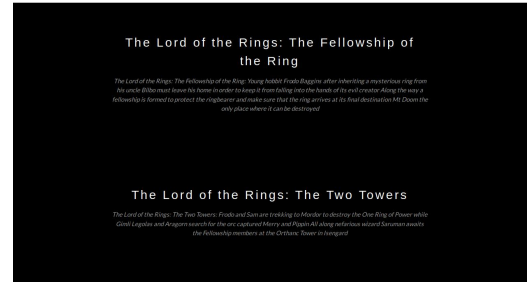 The Lord of the Rings: The Fellowship of
the Ring
The Lord of the Rings: The Fellowship of the Ring: Young hobbit Frodo Baggins after inheriting a mysterious ring from
his uncle Bilbo must leave his home in order to keep it from falling into the hands of its evil creator Along the way a
fellowship is formed to protect the ringbearer and make sure that the ring arrives at its final destination Mt Doom the
only place where it can be destroyed
The Lord of the Rings: The Two Towers
The Lord of the Rings: The Two Towers: Frodo and Sam are trekking to Mordor to destroy the One Ring of Power while
Gimli Legolas and Aragorn search for the orc captured Merry and Pippin All along nefarious wizard Saruman awaits
the Fellowship members at the Orthanc Tower in Isengard